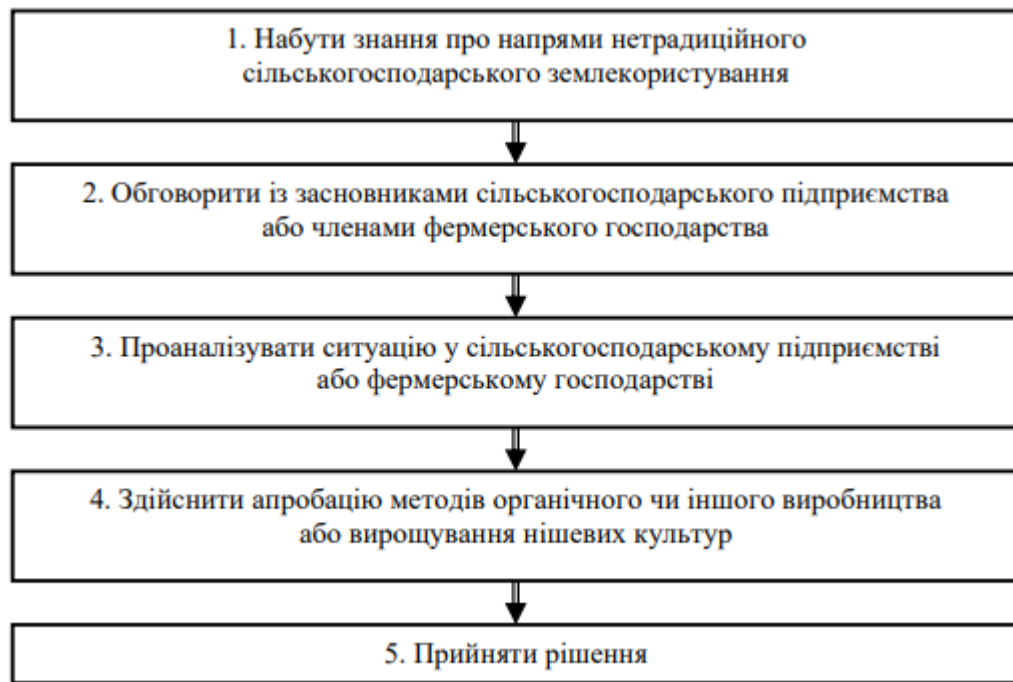 1. Набути знання про напрями нетрадиційного
сільськогосподарського землекористування
2. Обговорити із засновниками сільськогосподарського підприємства
або членами фермерського господарства
3. Проаналізувати ситуацію у сільськогосподарському підприємстві
або фермерському господарстві
4. Здійснити апробацію методів органічного чи іншого виробництва
або вирощування нішевих культур
5. Прийняти рішення